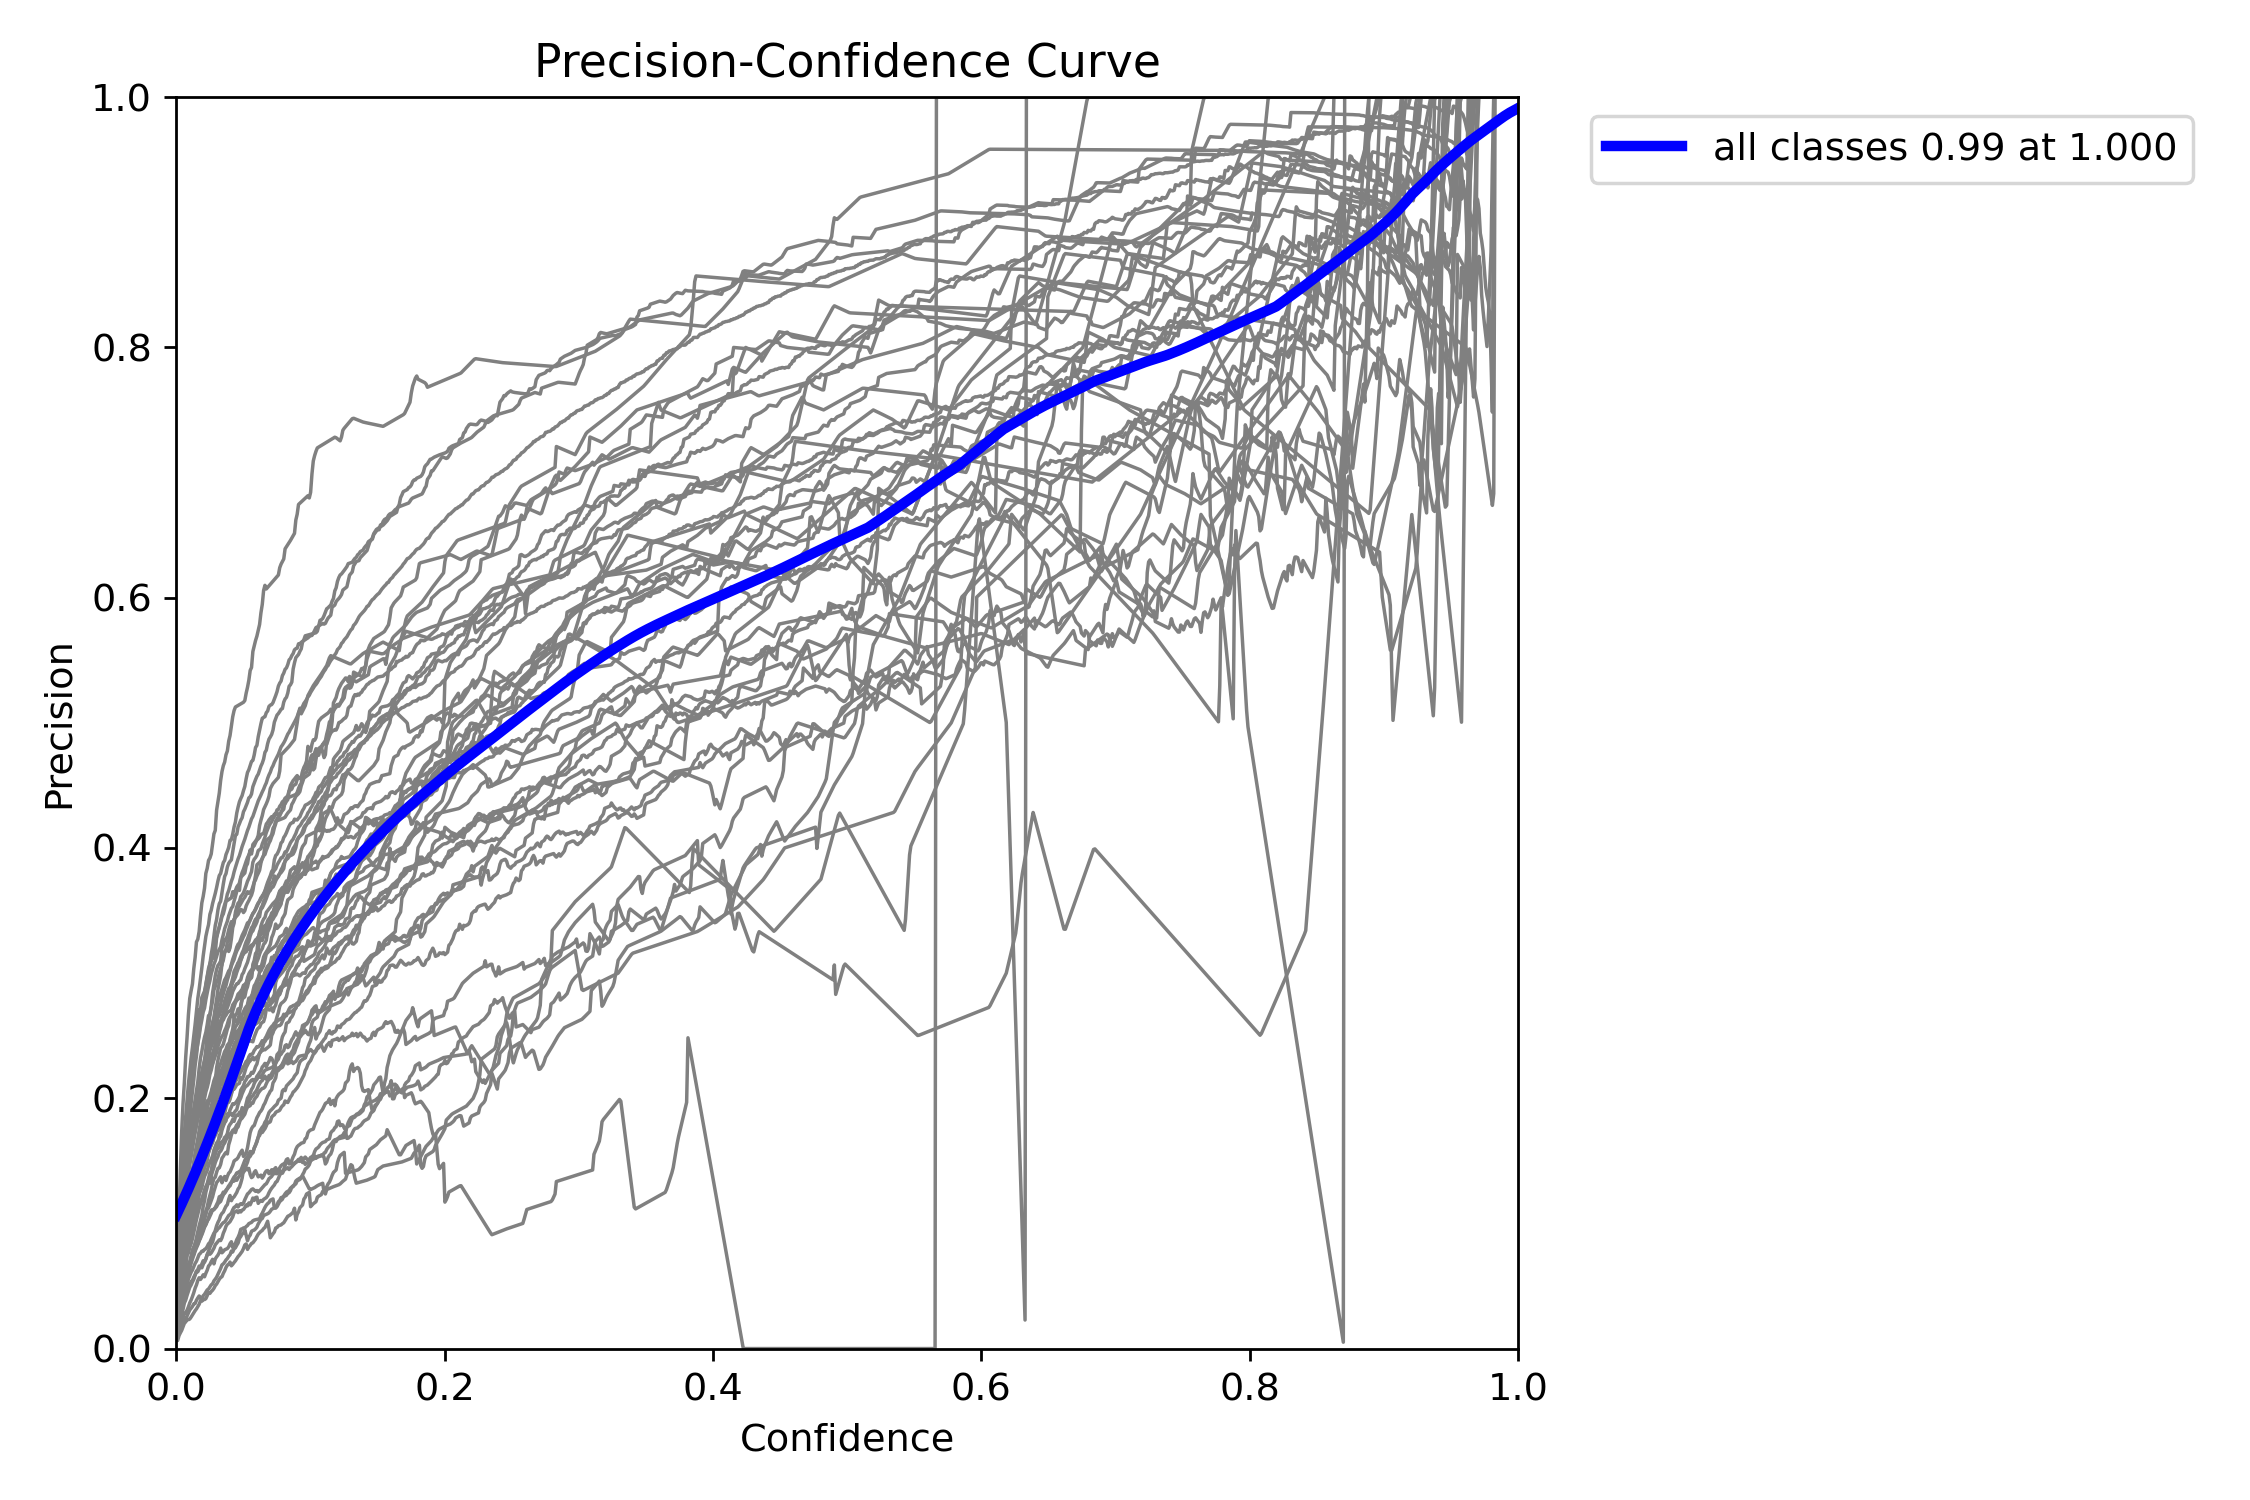 Precision-Confidence Curve
all classes 0.99 at 1.000
Precision
1.0
0.8
0.6
0.4
0.2
0.0
0.0 0.2 0.4 0.6 0.8 1.0
Confidence